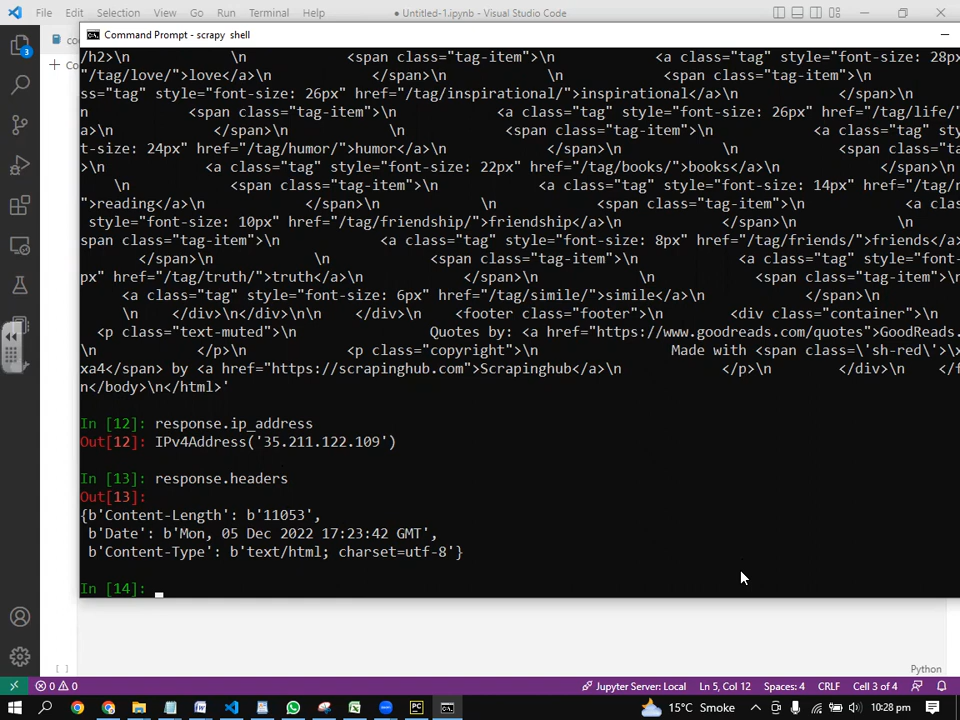 File Edit Selection View Go Run Terminal Help
● Untitled-1.ipynb - Visual Studio Code
Command Prompt - scrapy shell
3
/h2>\n \n <span class="tag-item">\n <a class="tag" style="font-size: 28px
"/tag/love/">love</a>\n </span>\n \n <span class="tag-item">\n
ss="tag" style="font-size: 26px" href="/tag/inspirational/">inspirational</a>\n </span>\n
n <span class="tag-item">\n <a class="tag" style="font-size: 26px" href="/tag/life/"
a>\n </span>\n \n <span class="tag-item">\n <a class="tag" sty
t-size: 24px" href="/tag/humor/">humor</a>\n </span>\n \n <span class="ta
>\n <a class="tag" style="font-size: 22px" href="/tag/books/">books</a>\n </span>\n
\n <span class="tag-item">\n <a class="tag" style="font-size: 14px" href="/tag/r
">reading</a>\n </span>\n \n <span class="tag-item">\n <a clas
style="font-size: 10px" href="/tag/friendship/">friendship</a>\n </span>\n \n
span class="tag-item">\n <a class="tag" style="font-size: 8px" href="/tag/friends/">friends</a>
</span>\n \n <span class="tag-item">\n <a class="tag" style="fon
px" href="/tag/truth/">truth</a>\n </span>\n \n <span class="tag-item">\n
<a class="tag" style="font-size: 6px" href="/tag/simile/">simile</a>\n </span>\n
\n </div>\n</div>\n\n </div>\n <footer class="footer">\n <div class="container">
<p class="text-muted">\n Quotes by: <a href="https://www.goodreads.com/quotes">GoodReads.
\n </p>\n <p class="copyright">\n Made with <span class=\'sh-red\'>\
xa4</span> by <a href="https://scrapinghub.com">Scrapinghub</a>\n </p>\n </div>\n </f
n</body>\n</html>'
In [12]: response.ip_address
Out[12]: IPv4Address('35.211.122.109')
In [13]: response.headers
Out[13]:
{b'Content-Length': b'11053',
b'Date': b'Mon, 05 Dec 2022 17:23:42 GMT',
b'Content-Type': b'text/html; charset=utf-8'}
In [14]:
[ ]
Python
0 0
Jupyter Server: Local Ln 5, Col 12 Spaces: 4 CRLF Cell 3 of 4
15°C Smoke 10:28 pm